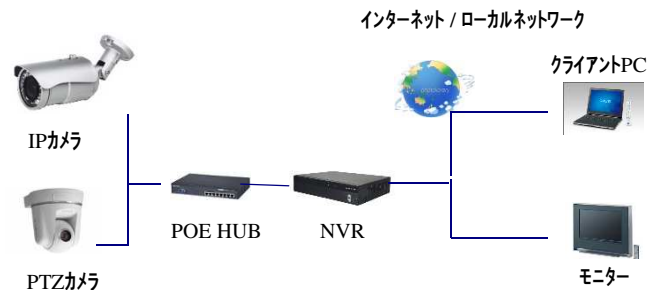 インターネット / ローカルネットワーク
クライアントPC
IPカメラ
POE HUB
NVR
PTZカメラ
モニター